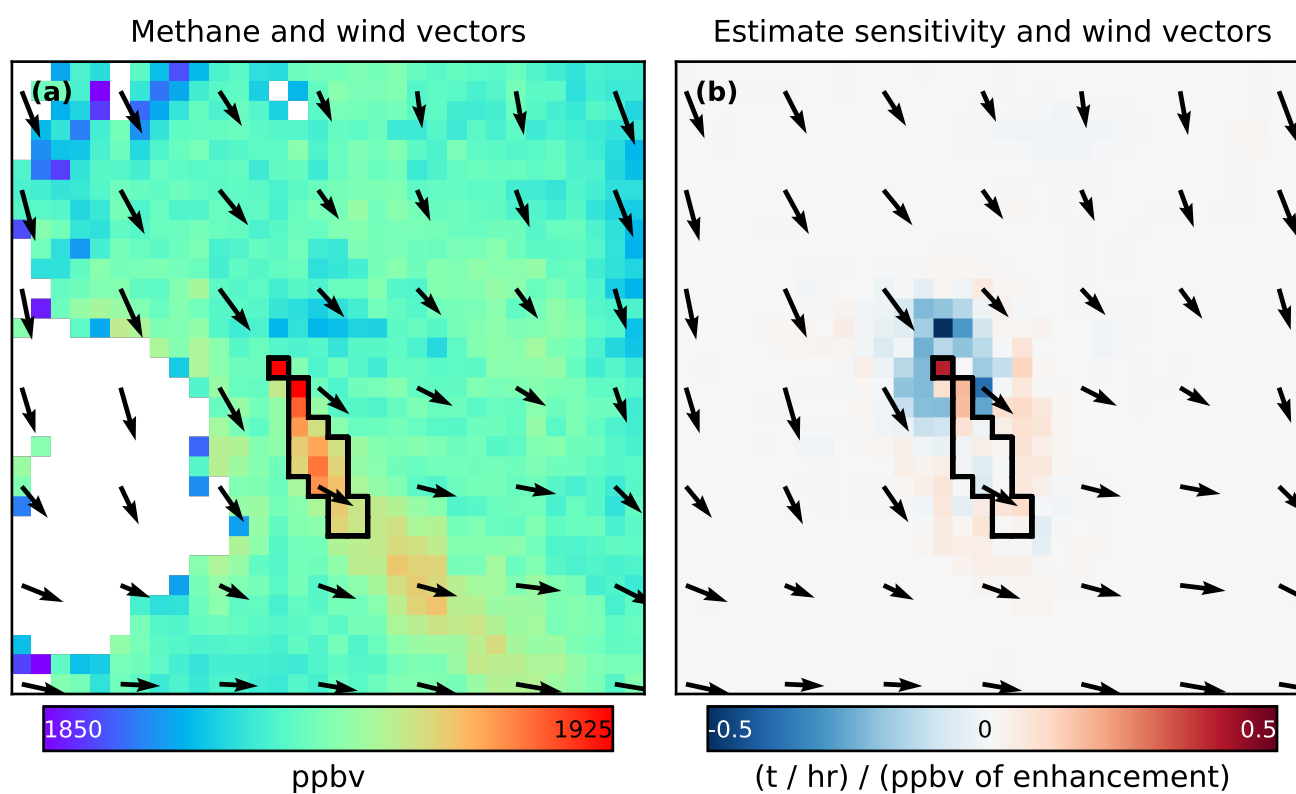 Methane and wind vectors
Estimate sensitivity and wind vectors
(a)
(b)
1850
1925
-0.5
0
0.5
ppbv
(t / hr) / (ppbv of enhancement)